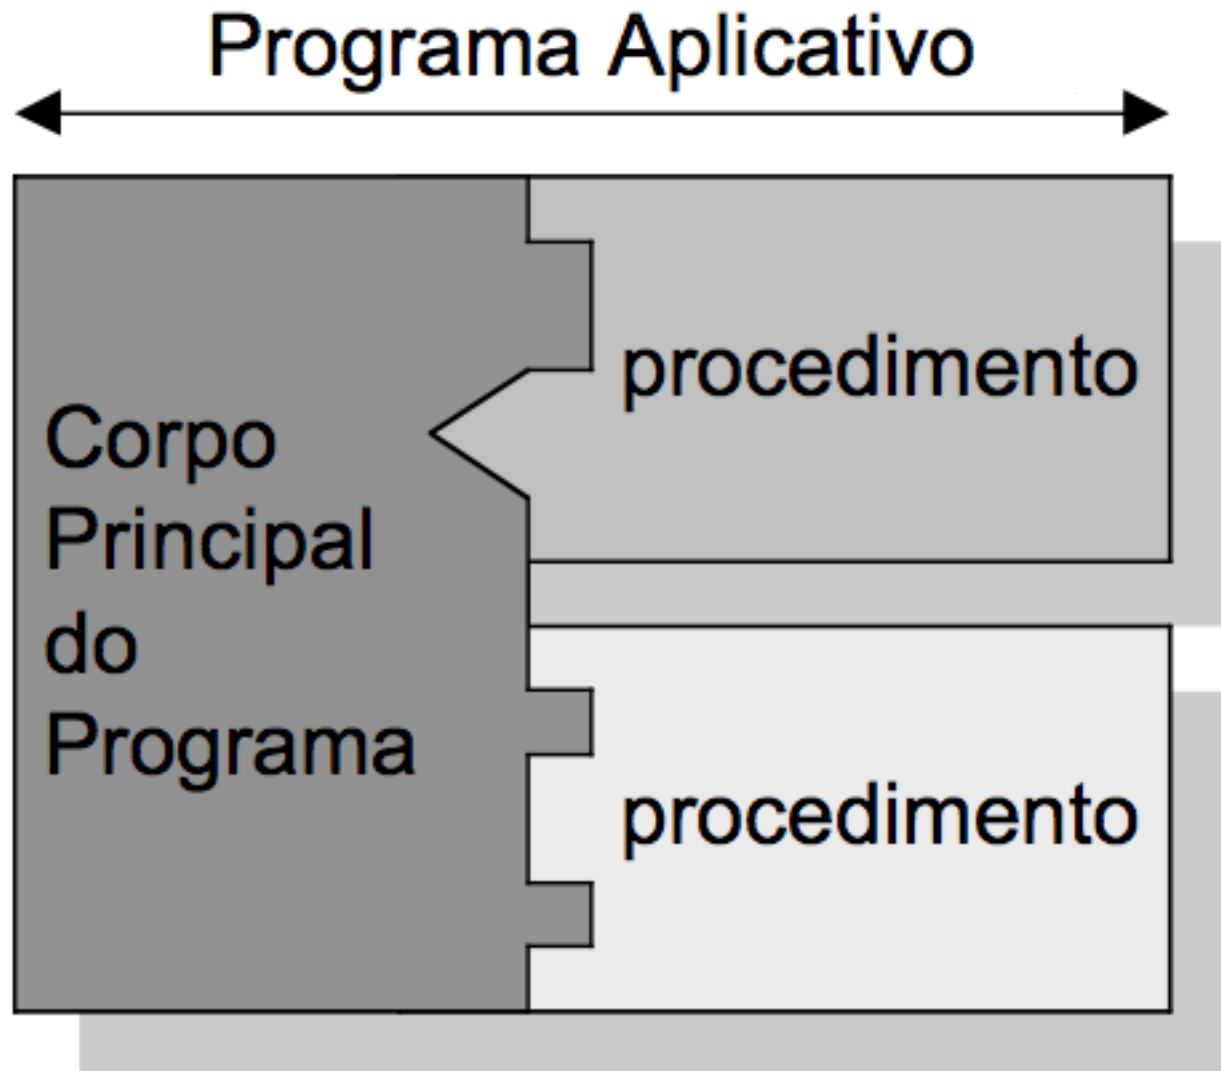 Programa Aplicativo
procedimento
Corpo
Principal
do
Programa
procedimento